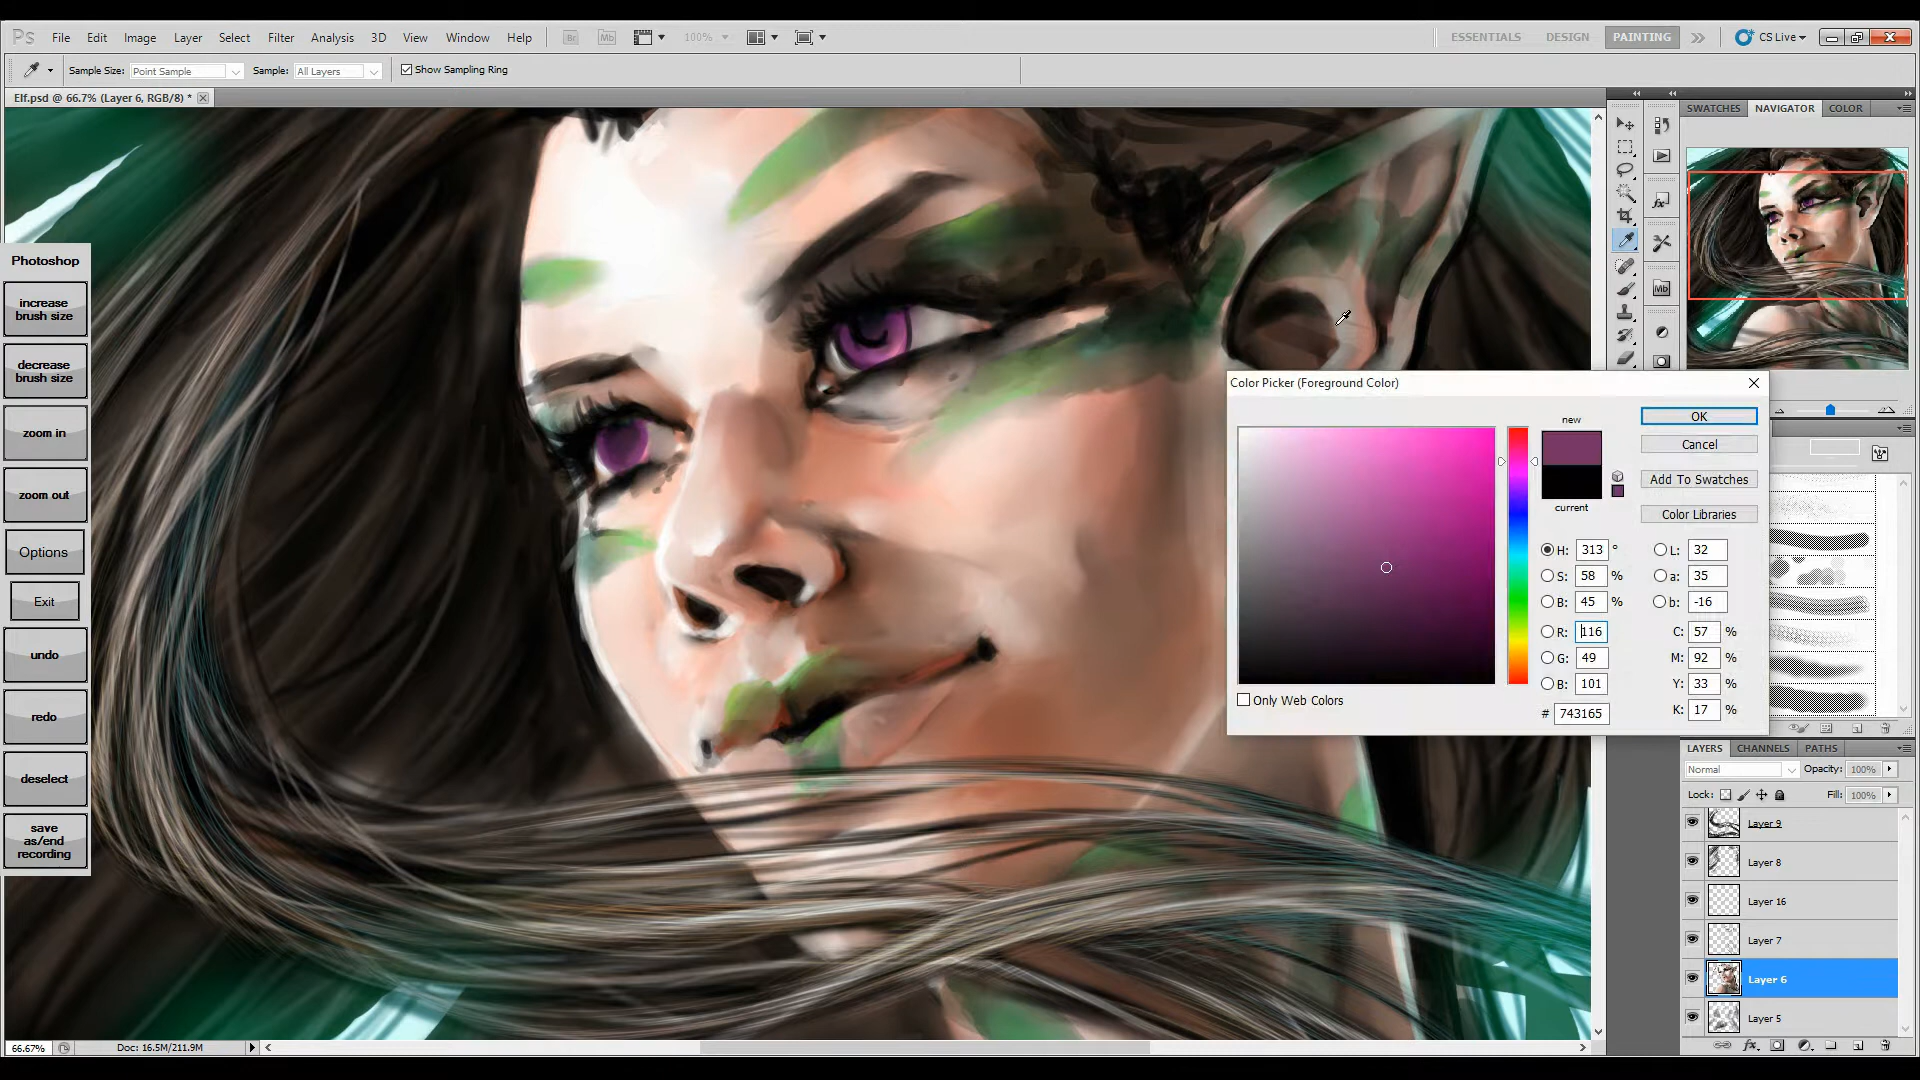 Ps File Edit Image Layer Select Filter Analysis 3D View Window Help Br Mb 100% ESSENTIALS DESIGN PAINTING CS Live
Sample Size: Point Sample Sample: All Layers Show Sampling Ring
Elf.psd @ 66.7% (Layer 6, RGB/8) *
SWATCHES NAVIGATOR COLOR
Photoshop
increase
brush size
decrease
brush size
zoom in
zoom out
Options
Exit
undo
redo
deselect
save
as/end
recording
Mb
Color Picker (Foreground Color)
new
current
OK
Cancel
Add To Swatches
Color Libraries
H: 313 ° L: 32
S: 58 % a: 35
B: 45 % b: -16
R: 116 C: 57 %
G: 49 M: 92 %
B: 101 Y: 33 %
# 743165 K: 17 %
Only Web Colors
LAYERS CHANNELS PATHS
Normal Opacity: 100%
Lock: Fill: 100%
Layer 9
Layer 8
Layer 16
Layer 7
Layer 6
Layer 5
fx
66.67% Doc: 16.5M/211.9M